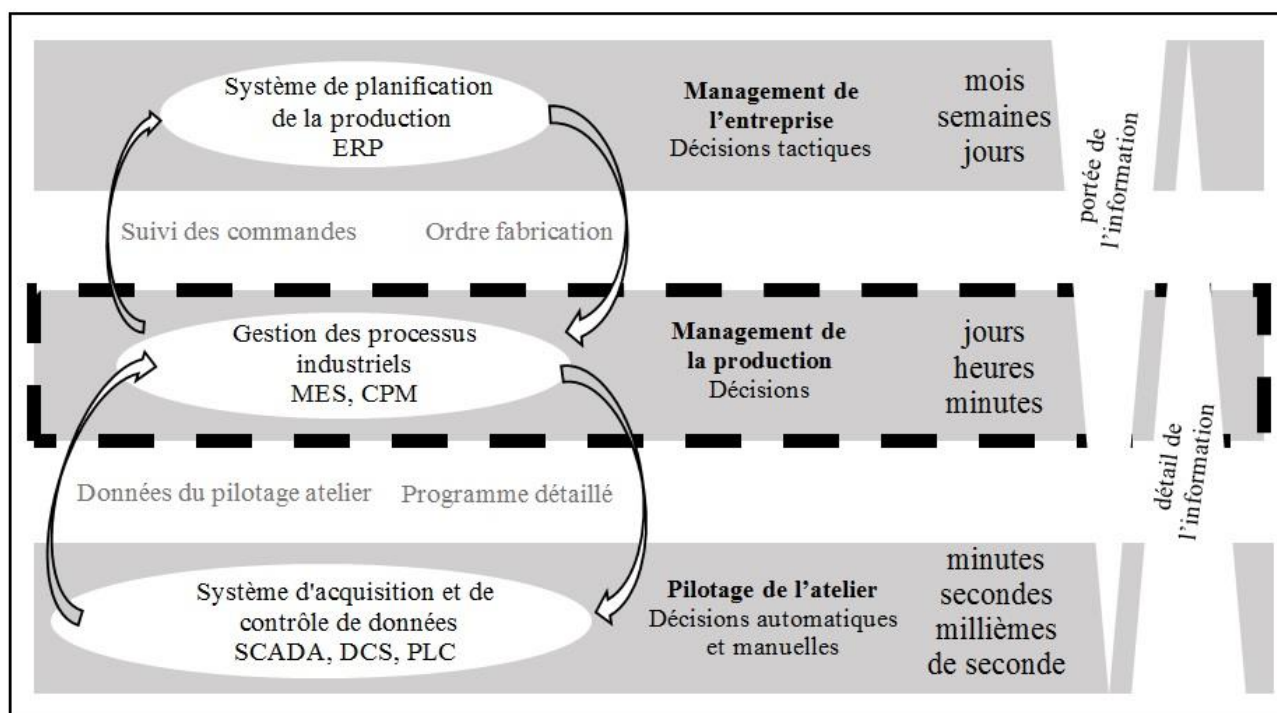 Système de planification
de la production
ERP
Management de
l’entreprise
Décisions tactiques
mois
semaines
jours
portée de
l’information
Suivi des commandes
Ordre fabrication
Gestion des processus
industriels
MES, CPM
Management de
la production
Décisions
jours
heures
minutes
détail de
l’information
Données du pilotage atelier
Programme détaillé
Système d'acquisition et de
contrôle de données
SCADA, DCS, PLC
Pilotage de l’atelier
Décisions automatiques
et manuelles
minutes
secondes
millièmes
de seconde